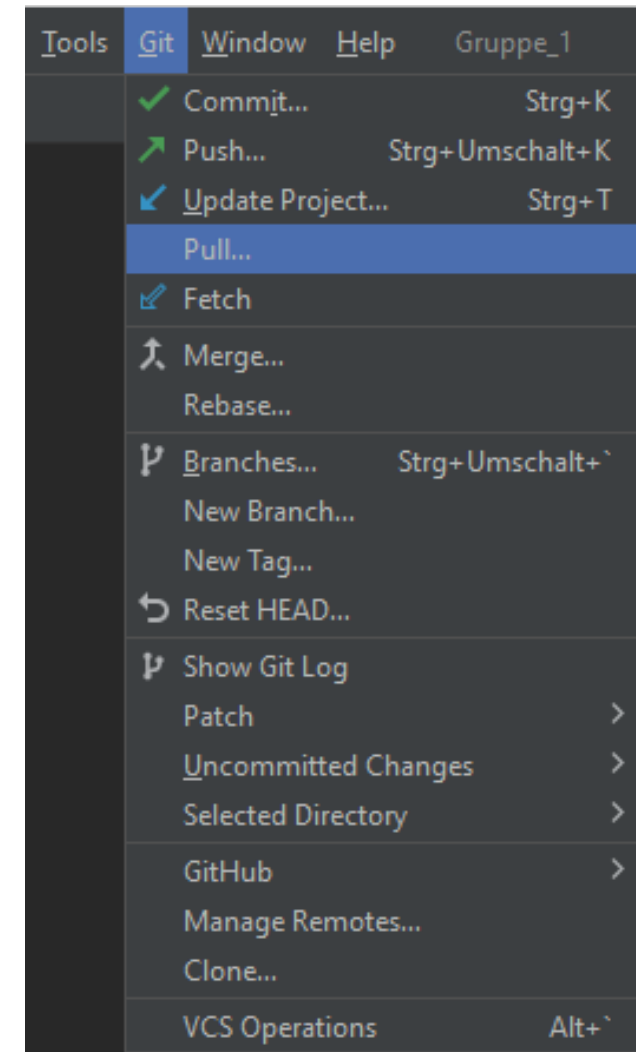 Tools Git Window Help Gruppe_1
Commit... Strg+K
Push... Strg+Umschalt+K
Update Project... Strg+T
Pull...
Fetch
Merge...
Rebase...
Branches... Strg+Umschalt+`
New Branch...
New Tag...
Reset HEAD...
Show Git Log
Patch
Uncommitted Changes
Selected Directory
GitHub
Manage Remotes...
Clone...
VCS Operations Alt+`